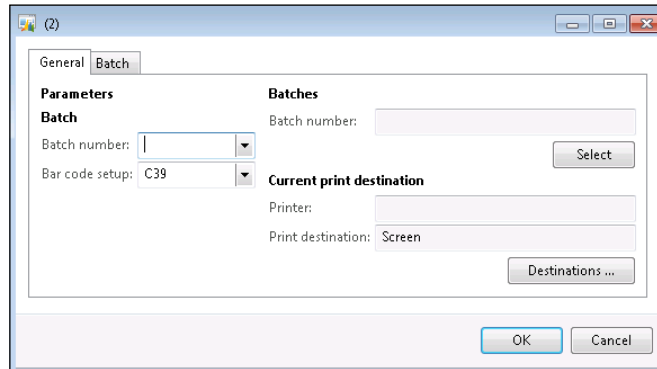 (2)
General Batch
Parameters
Batch
Batch number:
Bar code setup: C39
Batches
Batch number:
Select
Current print destination
Printer:
Print destination: Screen
Destinations ...
OK Cancel